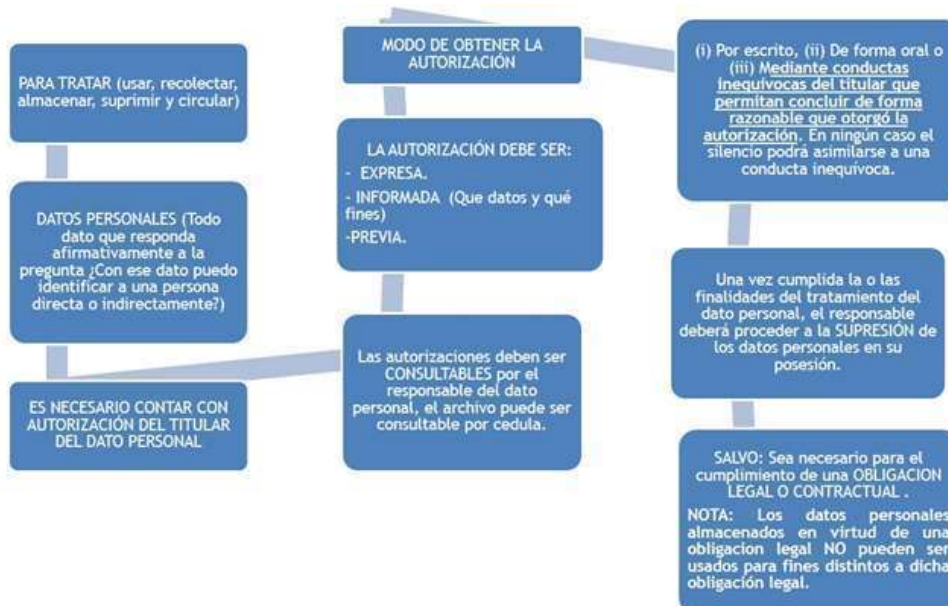 PARA TRATAR (usar, recolectar,
almacenar, suprimir y circular)
DATOS PERSONALES (Todo
dato que responda
afirmativamente a la
pregunta ¿Con ese dato puedo
identificar a una persona
directa o indirectamente?)
ES NECESARIO CONTAR CON
AUTORIZACIÓN DEL TITULAR
DEL DATO PERSONAL
Las autorizaciones deben ser
CONSULTABLES por el
responsable del dato
personal, el archivo puede ser
consultable por cedula.
LA AUTORIZACIÓN DEBE SER:
- EXPRESA.
- INFORMADA (Que datos y qué
fines)
-PREVIA.
MODO DE OBTENER LA
AUTORIZACIÓN
(i) Por escrito, (ii) De forma oral o
(iii) Mediante conductas
inequívocas del titular que
permitan concluir de forma
razonable que otorgó la
autorización. En ningún caso el
silencio podrá asimilarse a una
conducta inequívoca.
Una vez cumplida la o las
finalidades del tratamiento del
dato personal, el responsable
deberá proceder a la SUPRESIÓN de
los datos personales en su
posesión.
SALVO: Sea necesario para el
cumplimiento de una OBLIGACION
LEGAL O CONTRACTUAL .
NOTA: Los datos personales
almacenados en virtud de una
obligacion legal NO pueden ser
usados para fines distintos a dicha
obligación legal.